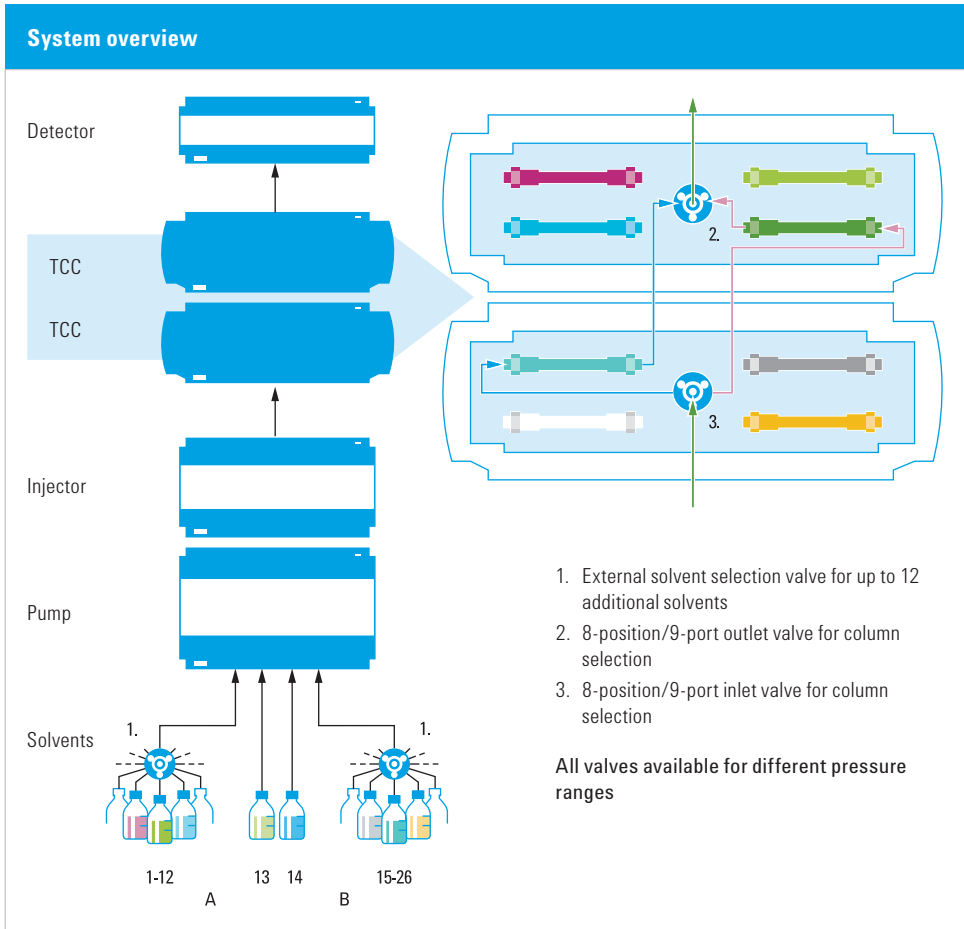 System overview
Detector
TCC
TCC
Injector
Pump
Solvents
1.
1.
1-12
13
14
15-26
A
B
2.
3.
1. External solvent selection valve for up to 12
additional solvents
2. 8-position/9-port outlet valve for column
selection
3. 8-position/9-port inlet valve for column
selection
All valves available for different pressure
ranges